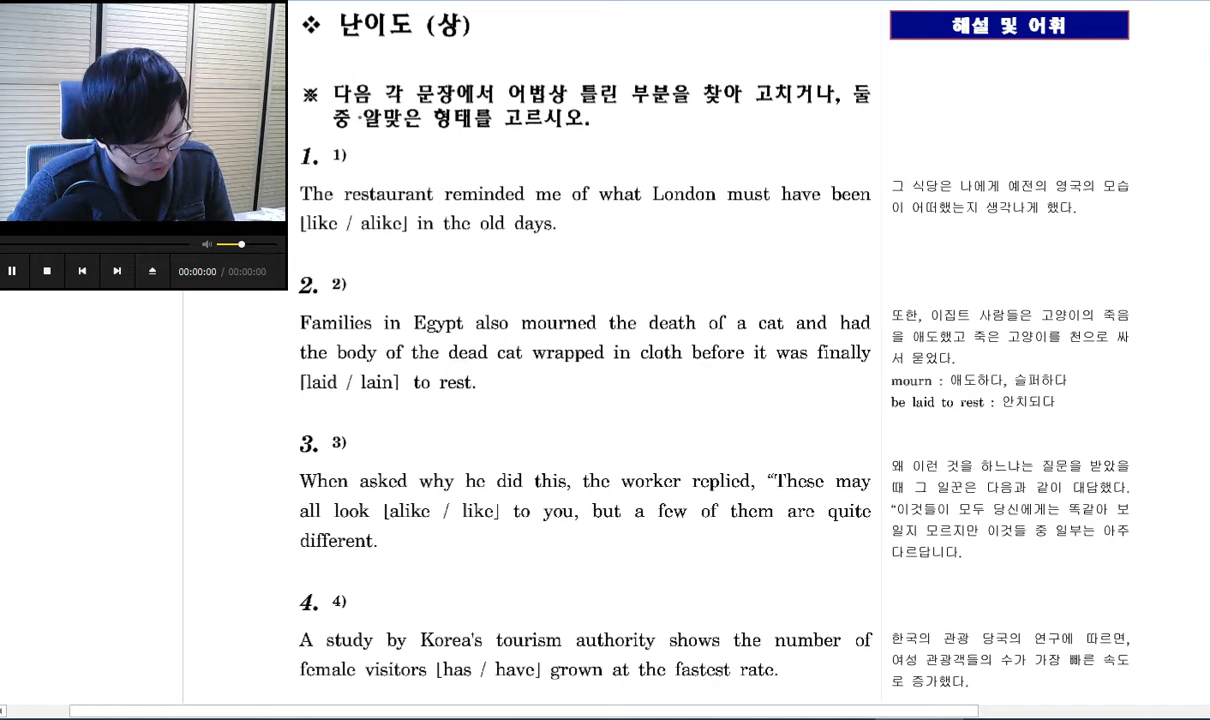 ❖ 난이도 (상)
해설 및 어휘
※ 다음 각 문장에서 어법상 틀린 부분을 찾아 고치거나, 둘
중 알맞은 형태를 고르시오.
1. 1)
The restaurant reminded me of what London must have been
[like / alike] in the old days.
그 식당은 나에게 예전의 영국의 모습
이 어떠했는지 생각나게 했다.
00:00:00 / 00:00:00
2. 2)
Families in Egypt also mourned the death of a cat and had
the body of the dead cat wrapped in cloth before it was finally
[laid / lain] to rest.
또한, 이집트 사람들은 고양이의 죽음
을 애도했고 죽은 고양이를 천으로 싸
서 묻었다.
mourn : 애도하다, 슬퍼하다
be laid to rest : 안치되다
3. 3)
When asked why he did this, the worker replied, “These may
all look [alike / like] to you, but a few of them are quite
different.
왜 이런 것을 하느냐는 질문을 받았을
때 그 일꾼은 다음과 같이 대답했다.
“이것들이 모두 당신에게는 똑같아 보
일지 모르지만 이것들 중 일부는 아주
다르답니다.
4. 4)
A study by Korea's tourism authority shows the number of
female visitors [has / have] grown at the fastest rate.
한국의 관광 당국의 연구에 따르면,
여성 관광객들의 수가 가장 빠른 속도
로 증가했다.